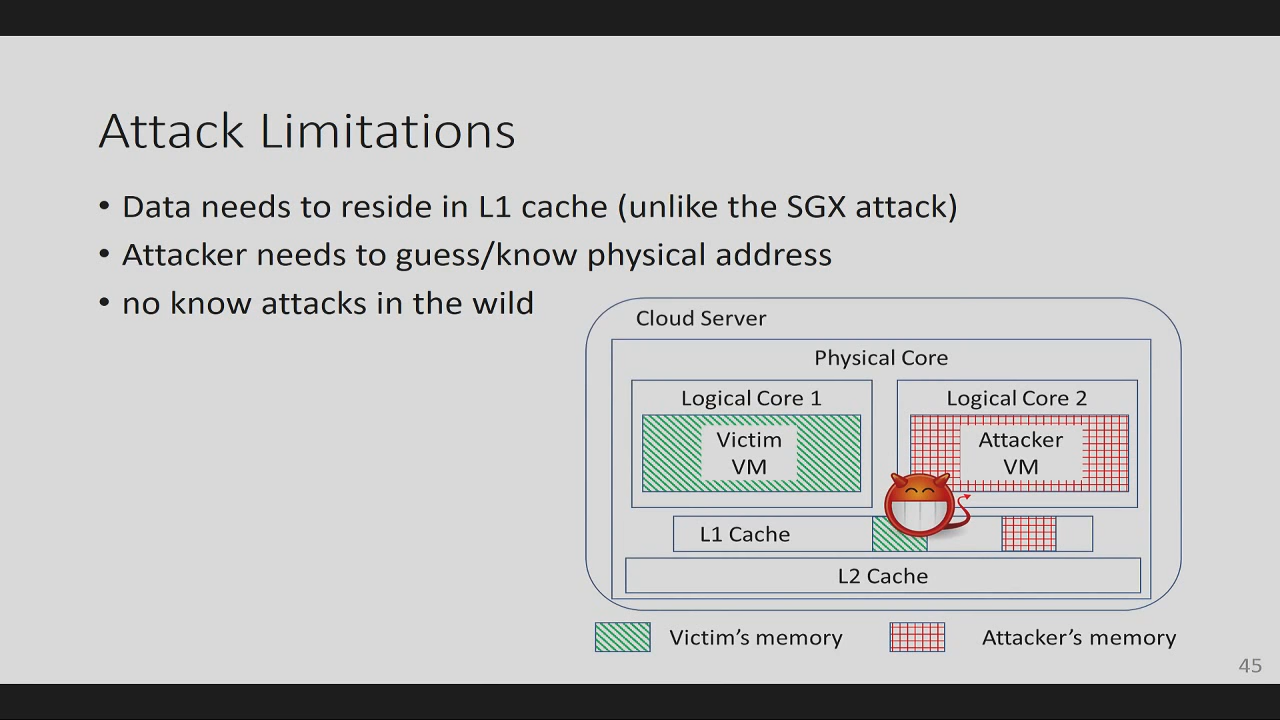 Attack Limitations
• Data needs to reside in L1 cache (unlike the SGX attack)
• Attacker needs to guess/know physical address
• no know attacks in the wild
Cloud Server
Physical Core
Logical Core 1
Logical Core 2
Victim
VM
Attacker
VM
L1 Cache
L2 Cache
Victim's memory
Attacker's memory
45